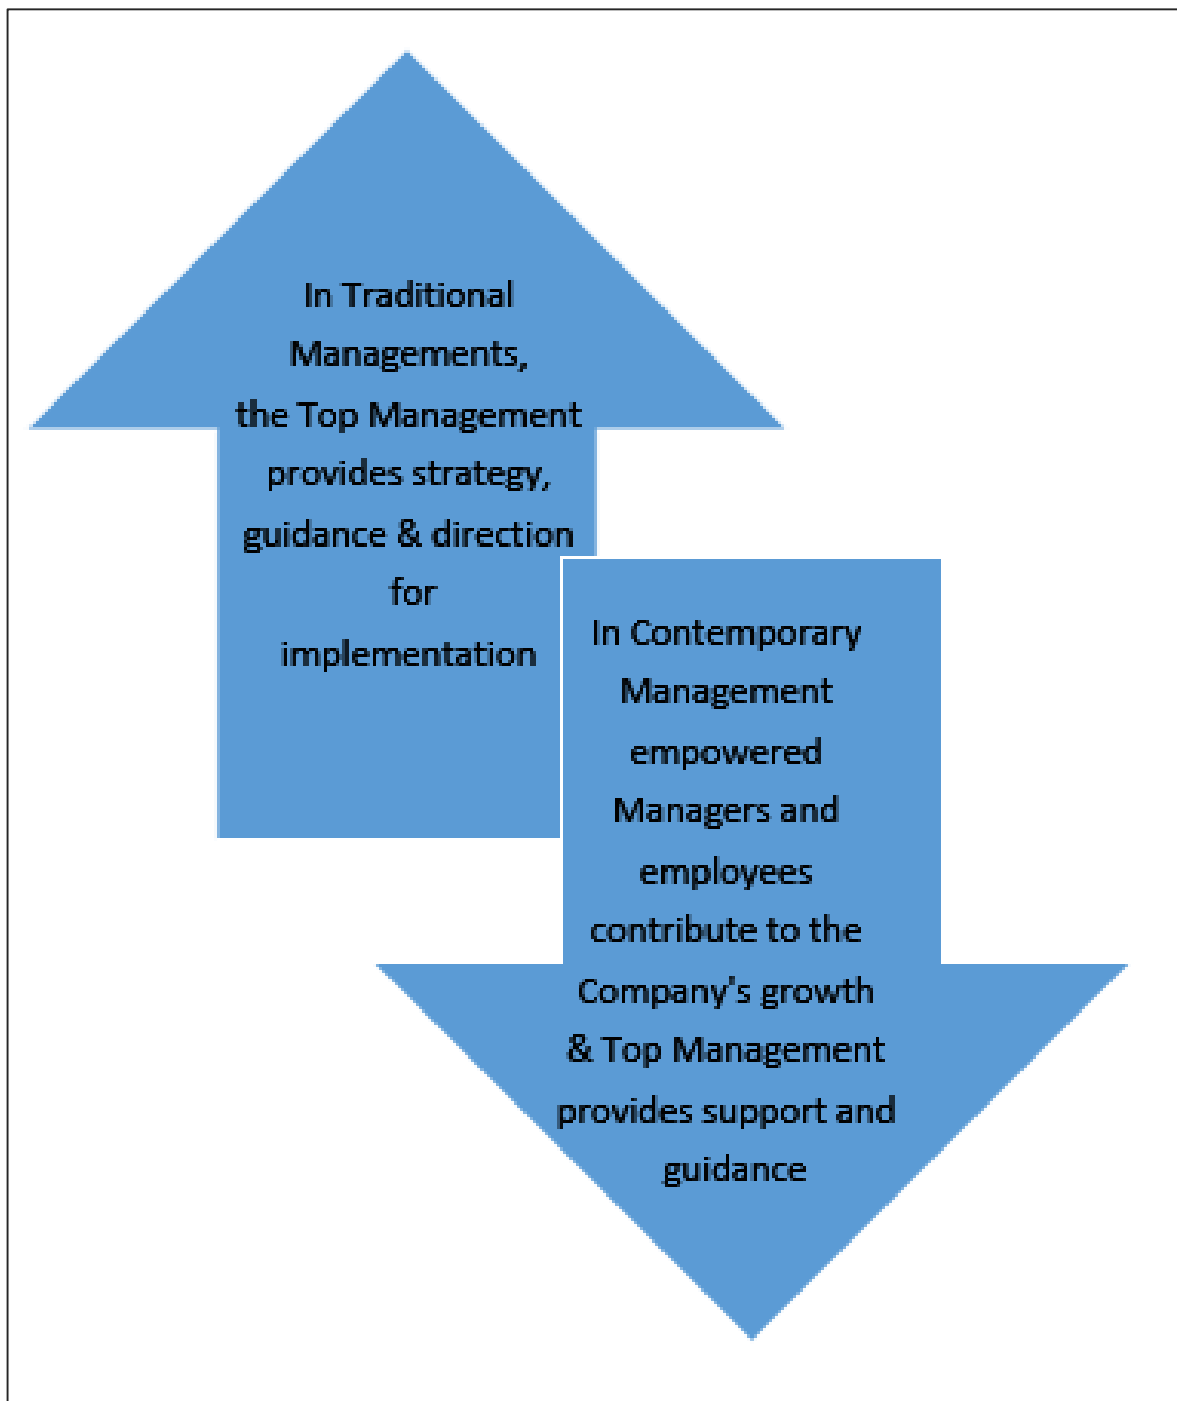 In Traditional
Managements,
the Top Management
provides strategy,
guidance & direction
for
implementation
In Contemporary
Management
empowered
Managers and
employees
contribute to the
Company's growth
& Top Management
provides support and
guidance